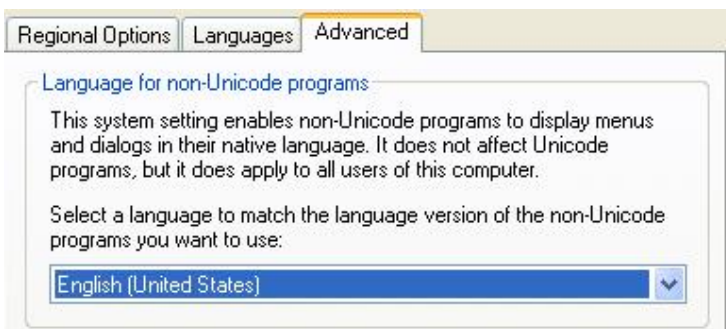 Regional Options Languages Advanced
Language for non-Unicode programs
This system setting enables non-Unicode programs to display menus
and dialogs in their native language. It does not affect Unicode
programs, but it does apply to all users of this computer.
Select a language to match the language version of the non-Unicode
programs you want to use:
English (United States)